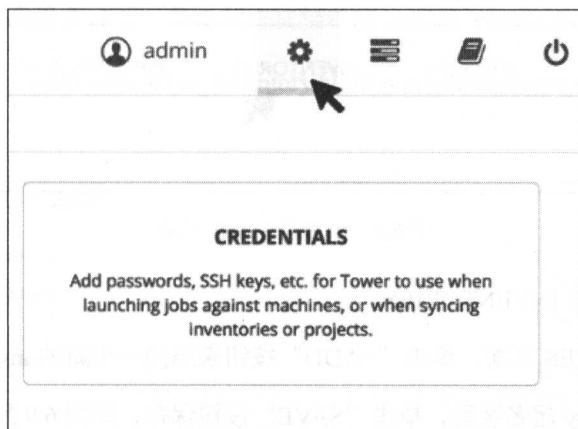 admin
CREDENTIALS
Add passwords, SSH keys, etc. for Tower to use when
launching jobs against machines, or when syncing
inventories or projects.